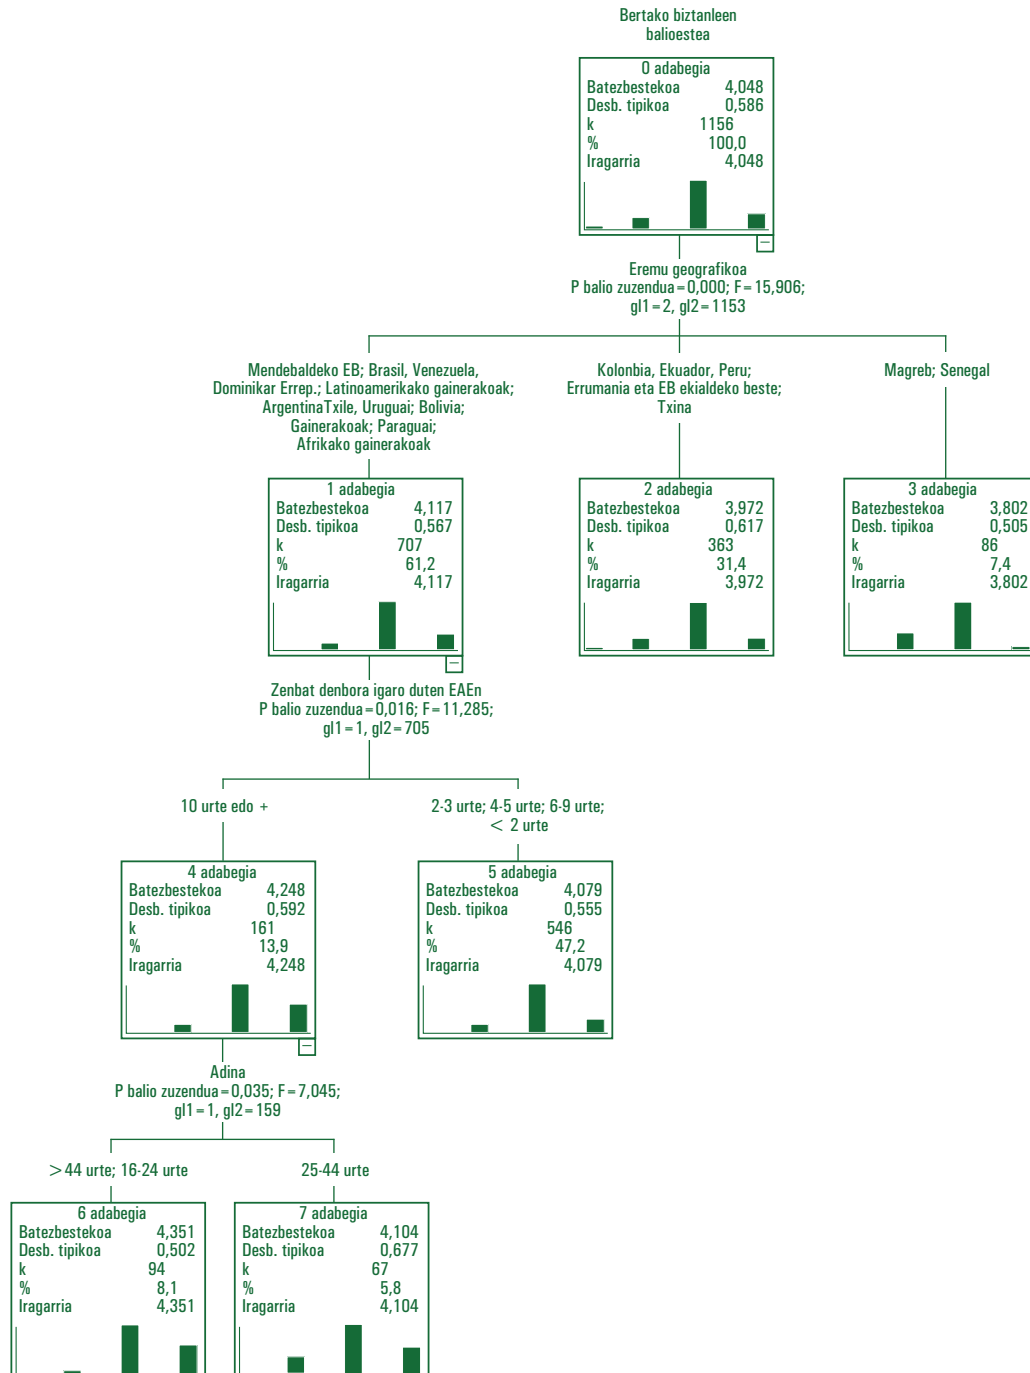 Bertako biztanleen
balioestea
0 adabegia
Batezbestekoa 4,048
Desb. tipikoa 0,586
k 1156
% 100,0
Iragarria 4,048
Eremu geografikoa
P balio zuzendua=0,000; F=15,906;
gl1=2, gl2=1153
Mendebaldeko EB; Brasil, Venezuela,
Dominikar Errep.; Latinoamerikako gainerakoak;
ArgentinaTxile, Uruguai; Bolivia;
Gainerakoak; Paraguai;
Afrikako gainerakoak
Kolonbia, Ekuador, Peru;
Errumania eta EB ekialdeko beste;
Txina
Magreb; Senegal
1 adabegia
Batezbestekoa 4,117
Desb. tipikoa 0,567
k 707
% 61,2
Iragarria 4,117
2 adabegia
Batezbestekoa 3,972
Desb. tipikoa 0,617
k 363
% 31,4
Iragarria 3,972
3 adabegia
Batezbestekoa 3,802
Desb. tipikoa 0,505
k 86
% 7,4
Iragarria 3,802
Zenbat denbora igaro duten EAEn
P balio zuzendua=0,016; F=11,285;
gl1=1, gl2=705
10 urte edo +
2-3 urte; 4-5 urte; 6-9 urte;
< 2 urte
4 adabegia
Batezbestekoa 4,248
Desb. tipikoa 0,592
k 161
% 13,9
Iragarria 4,248
5 adabegia
Batezbestekoa 4,079
Desb. tipikoa 0,555
k 546
% 47,2
Iragarria 4,079
Adina
P balio zuzendua=0,035; F=7,045;
gl1=1, gl2=159
>44 urte; 16-24 urte
25-44 urte
6 adabegia
Batezbestekoa 4,351
Desb. tipikoa 0,502
k 94
% 8,1
Iragarria 4,351
7 adabegia
Batezbestekoa 4,104
Desb. tipikoa 0,677
k 67
% 5,8
Iragarria 4,104